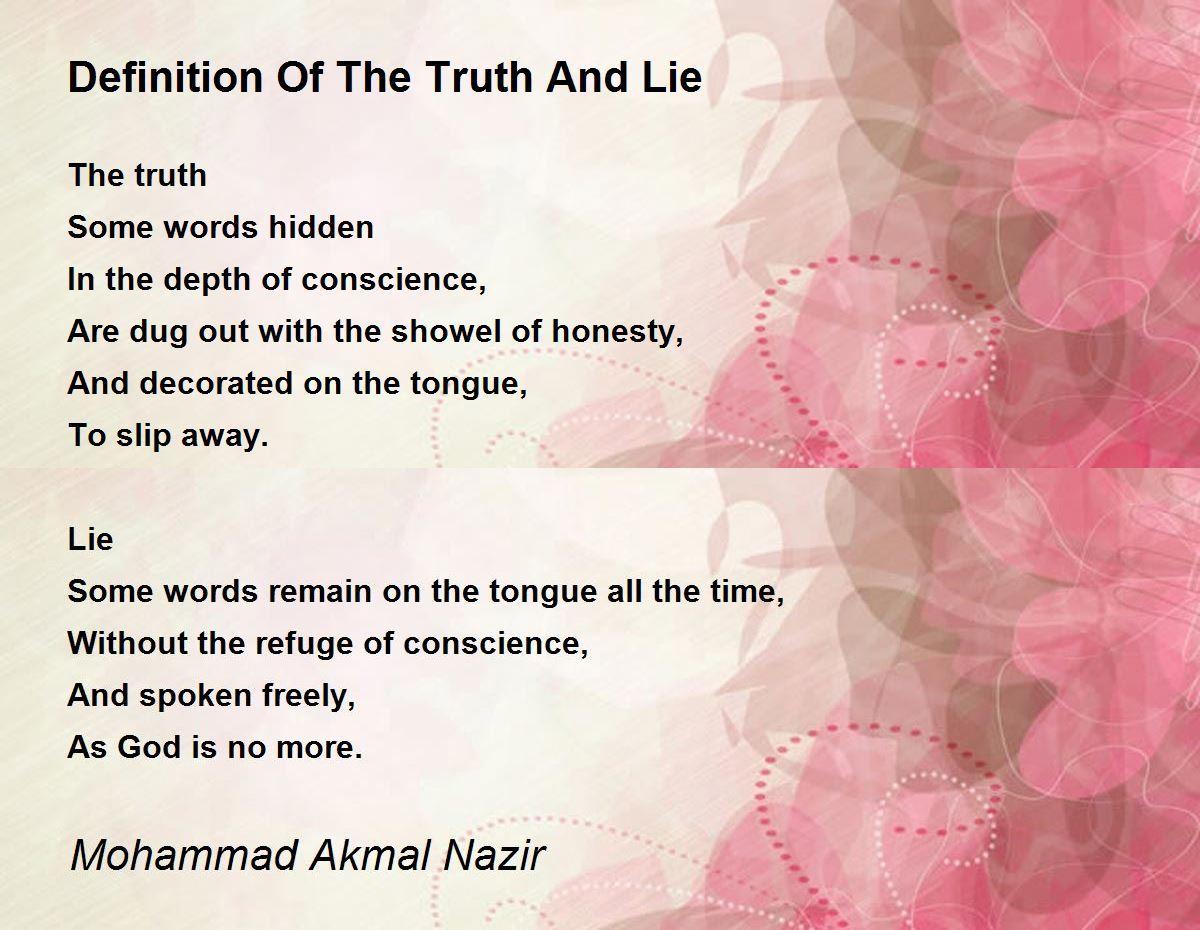 Definition Of The Truth And Lie
The truth
Some words hidden
In the depth of conscience,
Are dug out with the showel of honesty,
And decorated on the tongue,
To slip away.
Lie
Some words remain on the tongue all the time,
Without the refuge of conscience,
And spoken freely,
As God is no more.
Mohammad Akmal Nazir